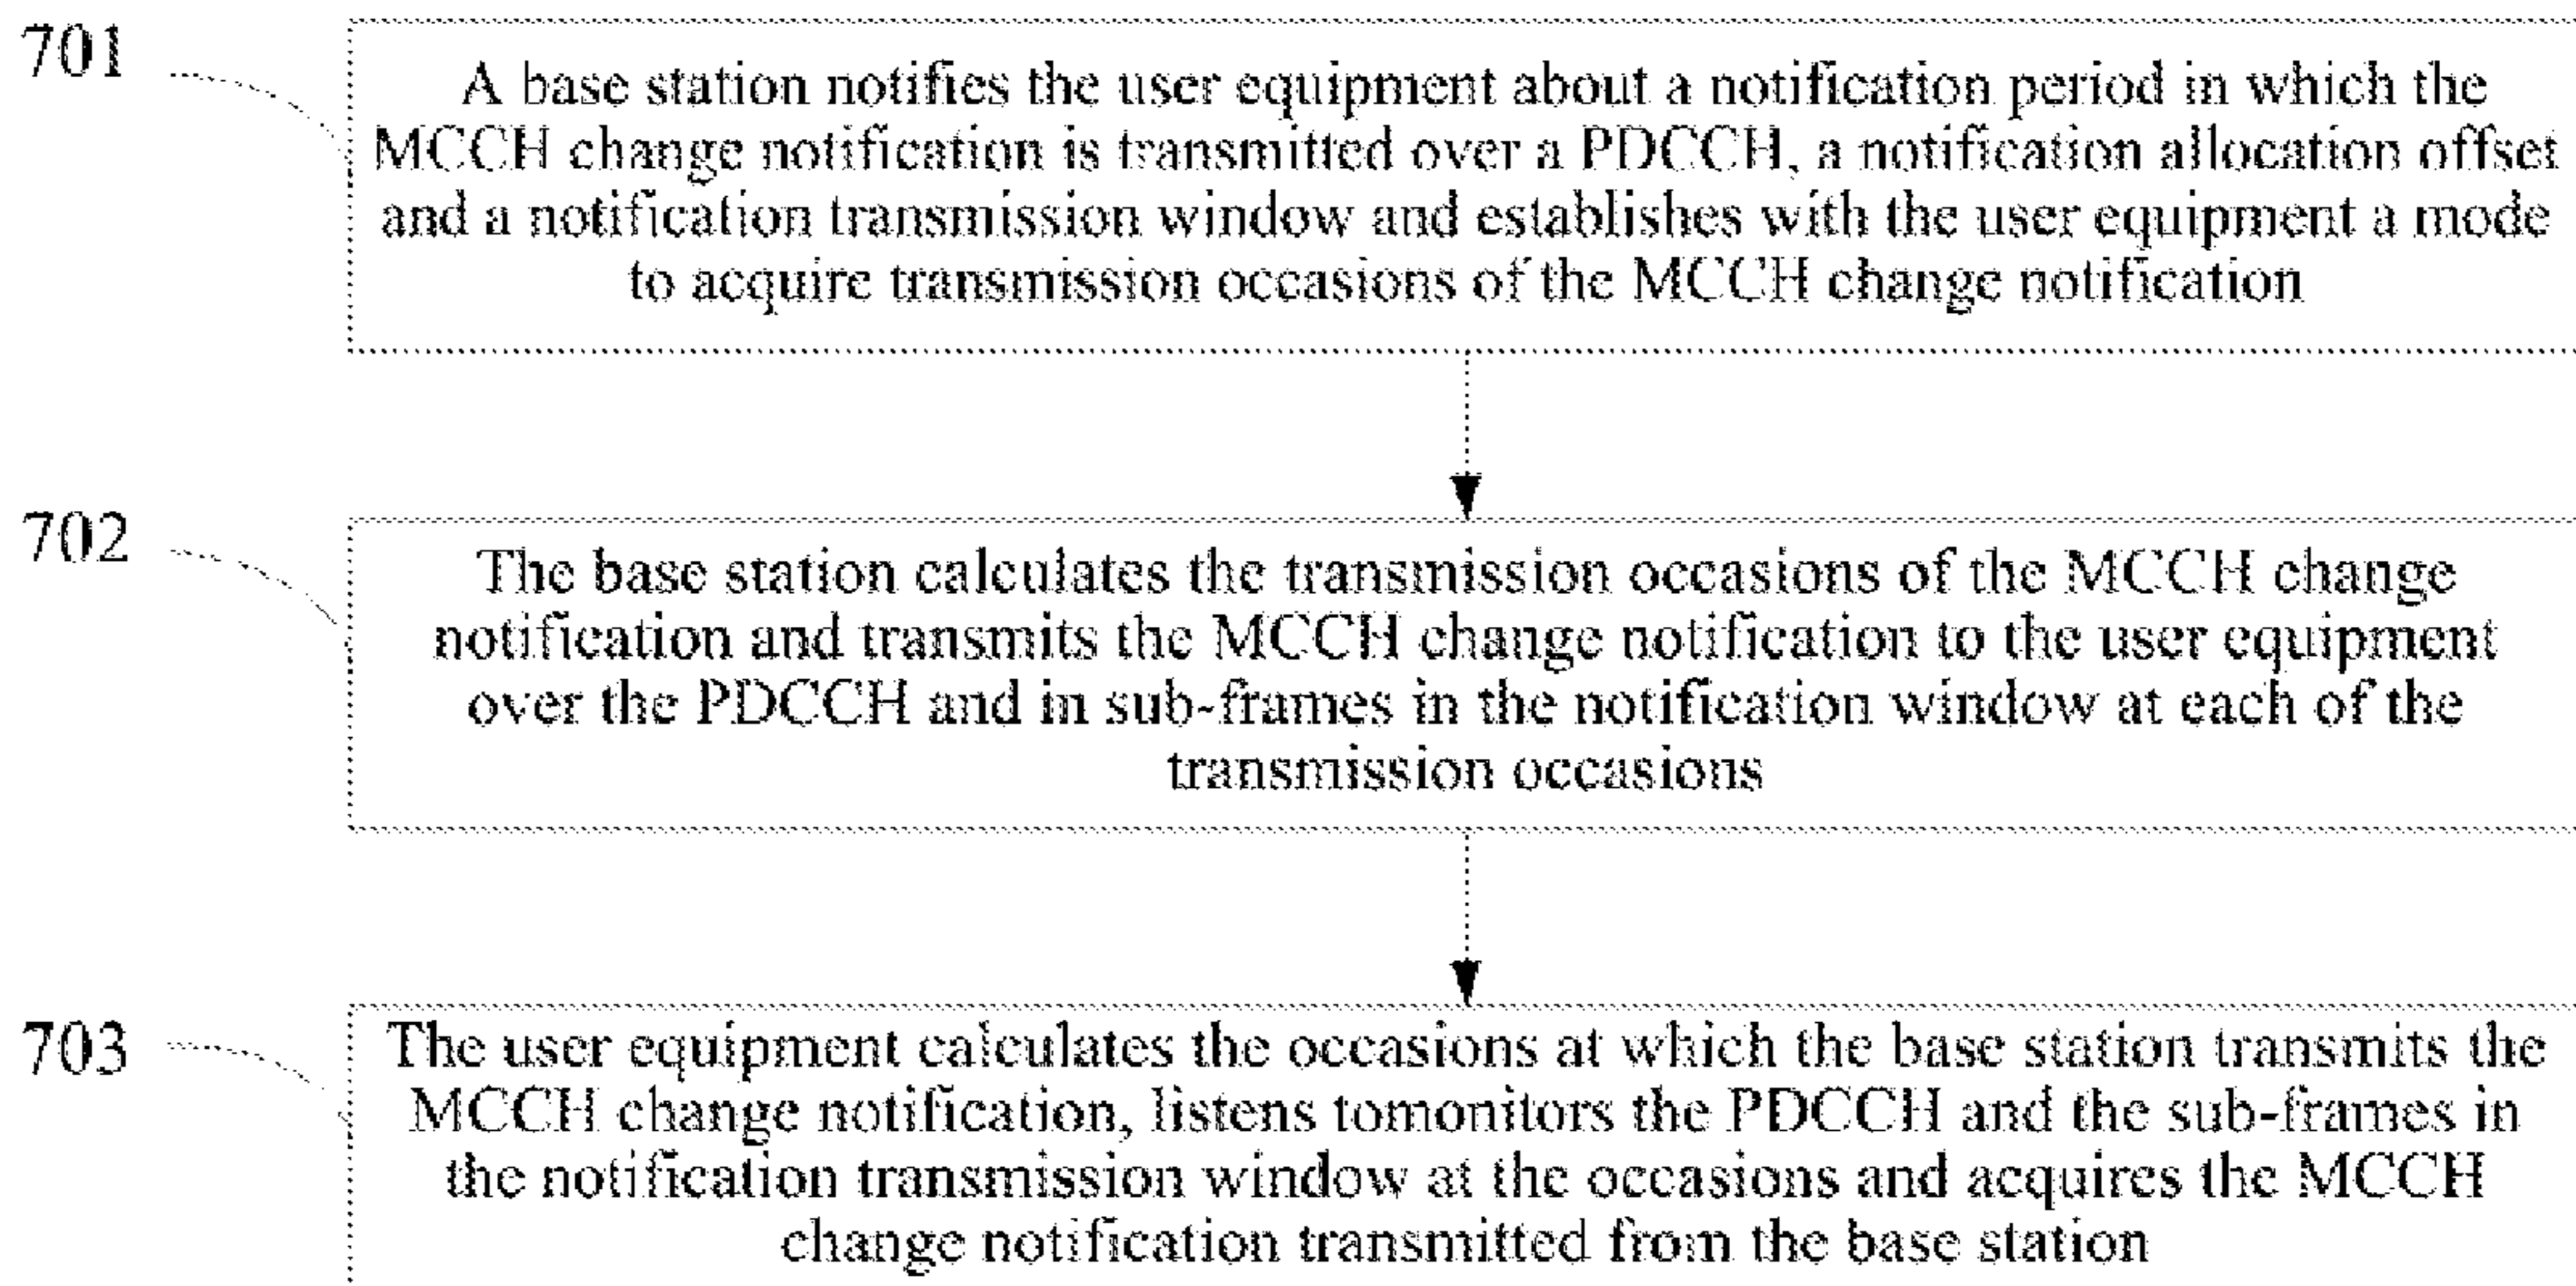 701
A base station notifies the user equipment about a notification period in which the
MCCH change notification is transmitted over a PDCCH, a notification allocation offset
and a notification transmission window and establishes with the user equipment a mode
to acquire transmission occasions of the MCCH change notification
702
The base station calculates the transmission occasions of the MCCH change
notification and transmits the MCCH change notification to the user equipment
over the PDCCH and in sub-frames in the notification window at each of the
transmission occasions
703
The user equipment calculates the occasions at which the base station transmits the
MCCH change notification, listens tomonitors the PDCCH and the sub-frames in
the notification transmission window at the occasions and acquires the MCCH
change notification transmitted from the base station